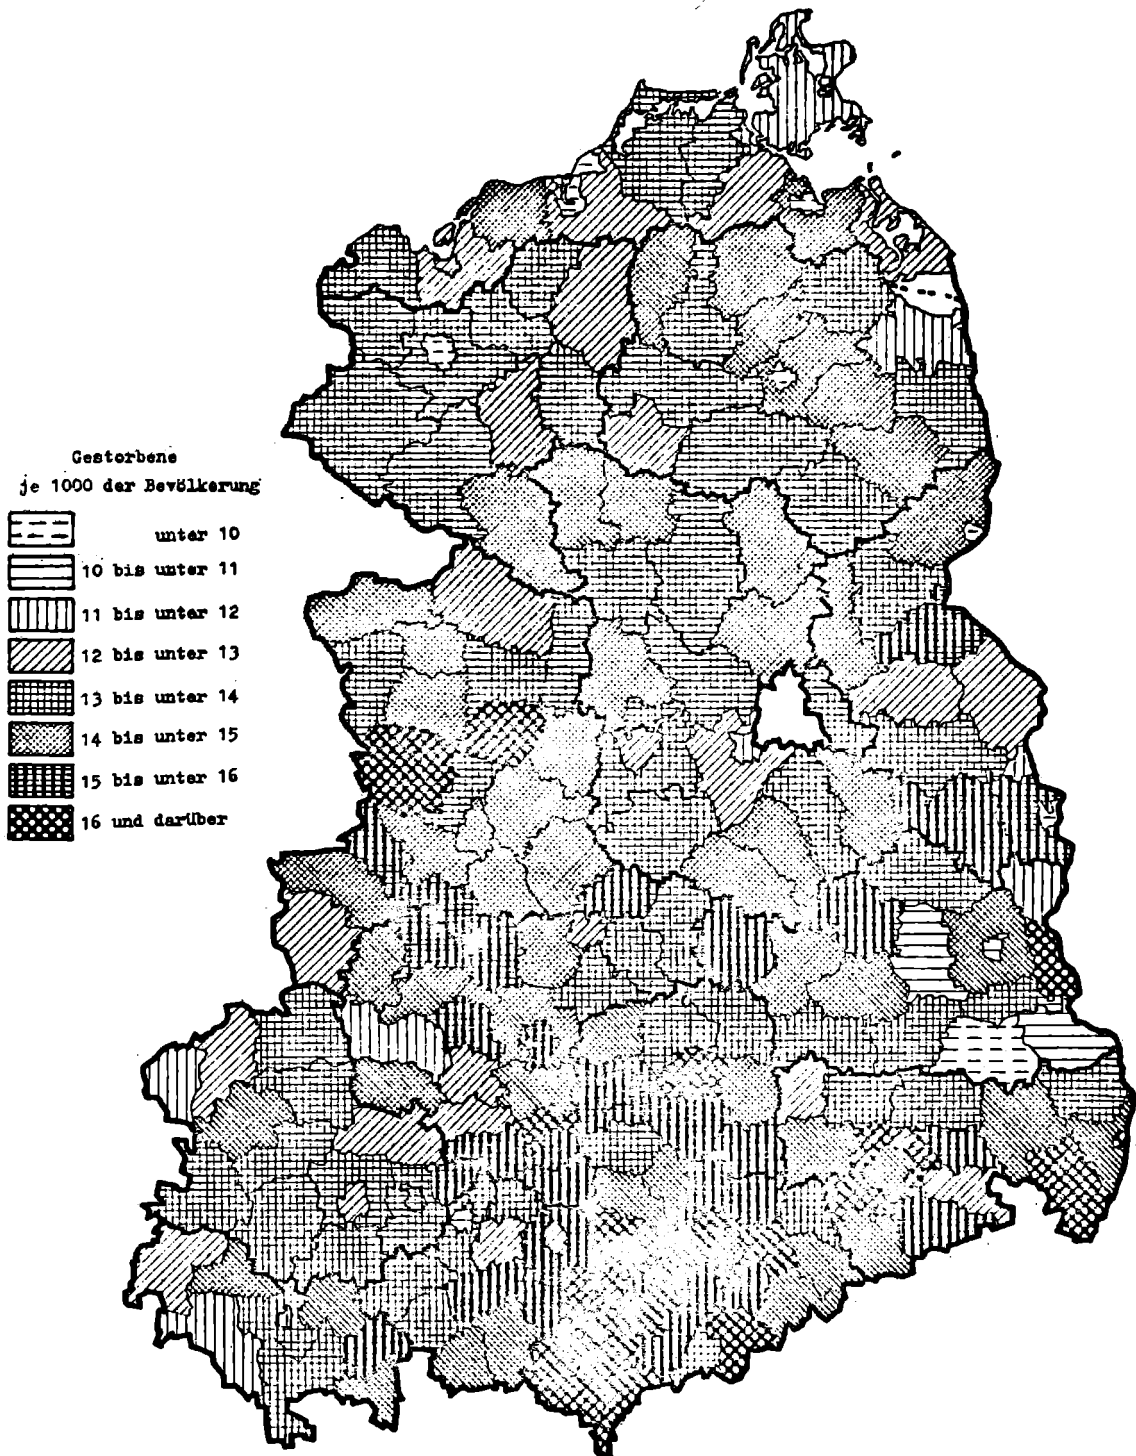 Gestorbene
je 1000 der Bevölkerung
unter 10
10 bis unter 11
11 bis unter 12
12 bis unter 13
13 bis unter 14
14 bis unter 15
15 bis unter 16
16 und darüber